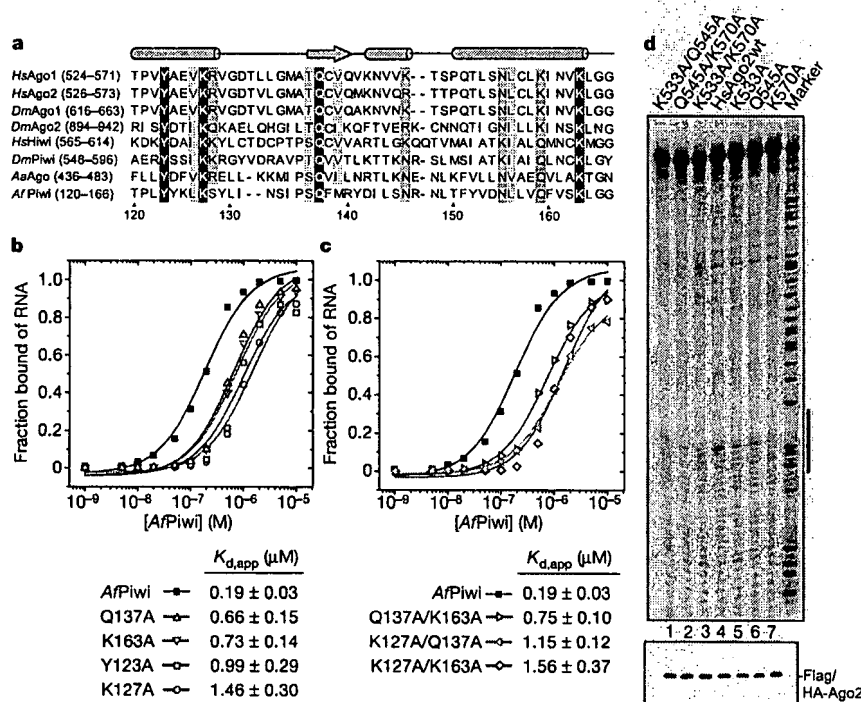 a
HsAgo1 (524–571) TPVYAEVKRVGDTLLGMATQCVQVKNVVK--TSPQTLSNLCLKINVKLGG
HsAgo2 (526–573) TPVYAEVKRVGDTVLGMATQCVQMKNVQR--TTPQTLSNLCLKINVKLGG
DmAgo1 (616–663) TPVYAEVKRVGDTVLGMATQCVQAKNVNK--TSPQTLSNLCLKINVKLGG
DmAgo2 (894–942) RISYDTIKQKAELQHGILTQCIKQFTVERK-CNNQTIGNLLLKINSKLNG
HsHiwi (565–614) KDKYDAIKKYLCTDCPTPSQCVVARTLGKQQTVMAIATKIALQMNCKMGG
DmPiwi (548–596) AERYSSIKKRGYVDRAVPTQVVTLKTTKNR-SLMSIATKIAIQLNCKLGY
AaAgo (436–483) FLLYDFVKRELLKKMIPSQVILNRTLKNE-NLKFVLLNVAEQVLAKTGN
AfPiwi (120–166) TPLYYKLKSYLI--NSIPSQFMRYDILSNR-NLTFYVDNLLVQFVSKLGG
120 130 140 150 160
b
Fraction bound of RNA
1.0
0.8
0.6
0.4
0.2
0
10–9 10–8 10–7 10–6 10–5
[AfPiwi] (M)
Kd,app (μM)
AfPiwi 0.19 ± 0.03
Q137A 0.66 ± 0.15
K163A 0.73 ± 0.14
Y123A 0.99 ± 0.29
K127A 1.46 ± 0.30
c
Fraction bound of RNA
1.0
0.8
0.6
0.4
0.2
0
10–9 10–8 10–7 10–6 10–5
[AfPiwi] (M)
Kd,app (μM)
AfPiwi 0.19 ± 0.03
Q137A/K163A 0.75 ± 0.10
K127A/Q137A 1.15 ± 0.12
K127A/K163A 1.56 ± 0.37
d
K533A/Q545A
Q545A/K570A
K533A/K570A
HsAgo2 wt
K533A
Q545A
K570A
Marker
1 2 3 4 5 6 7
Flag/
HA-Ago2